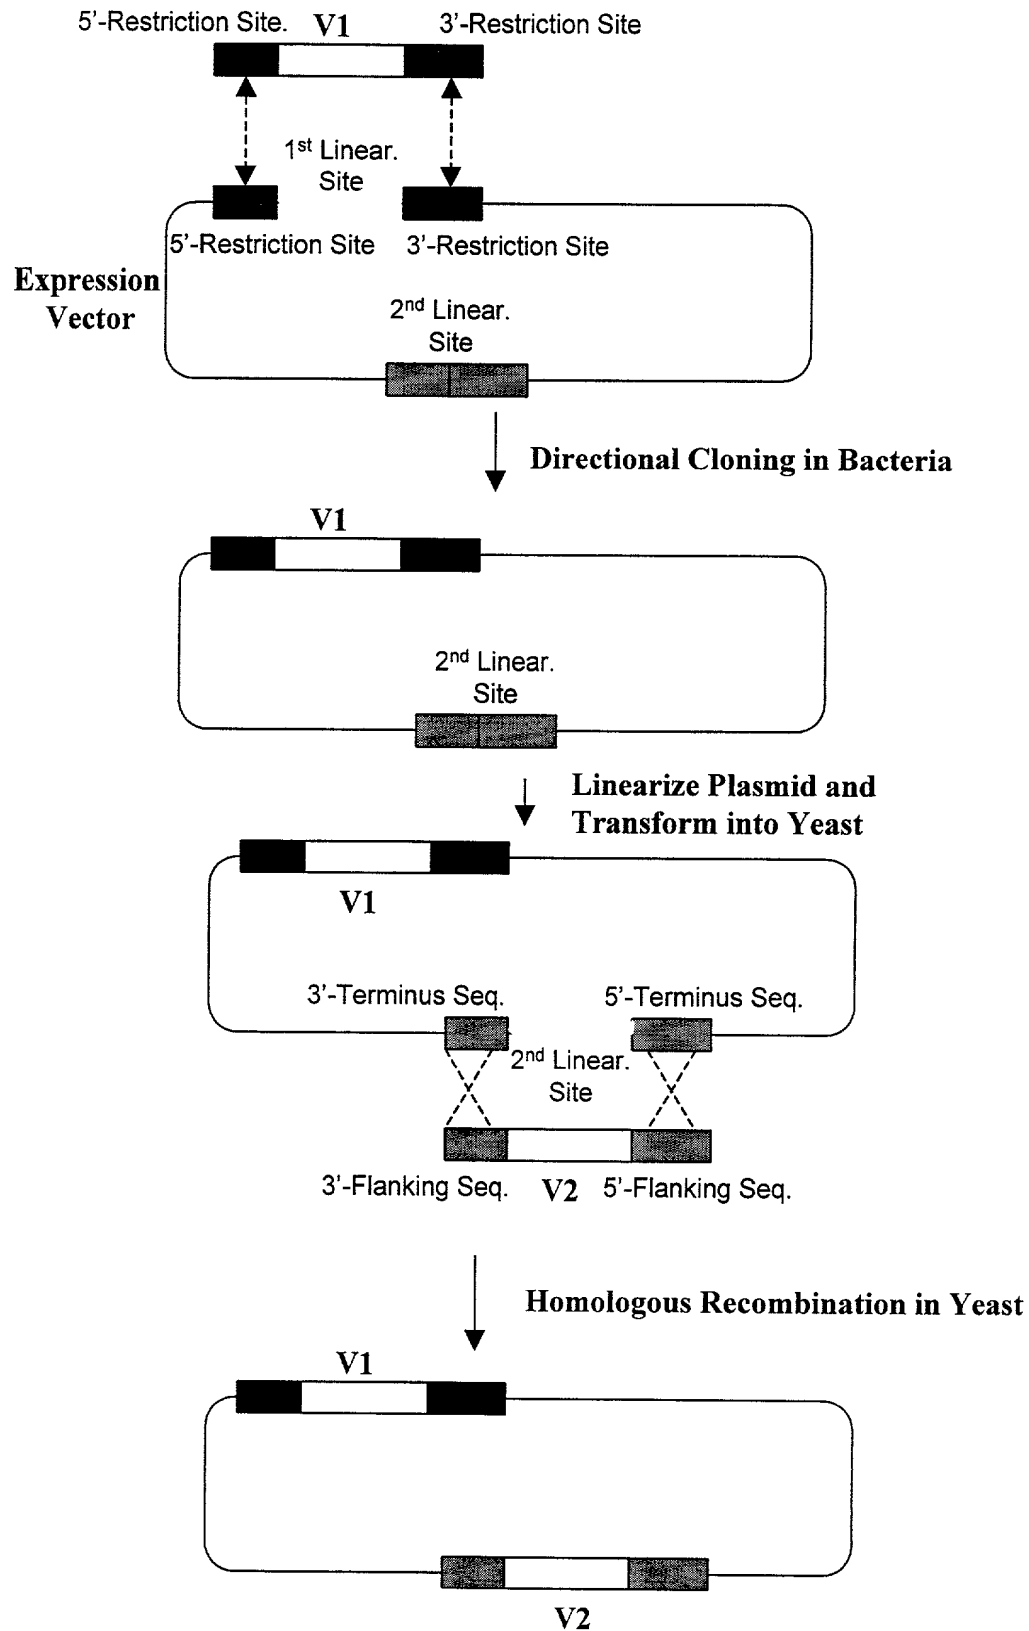 5'-Restriction Site. V1 3'-Restriction Site
1st Linear.
Site
5'-Restriction Site 3'-Restriction Site
Expression
Vector
2nd Linear.
Site
Directional Cloning in Bacteria
V1
2nd Linear.
Site
Linearize Plasmid and
Transform into Yeast
V1
3'-Terminus Seq. 5'-Terminus Seq.
2nd Linear.
Site
3'-Flanking Seq. V2 5'-Flanking Seq.
Homologous Recombination in Yeast
V1
V2